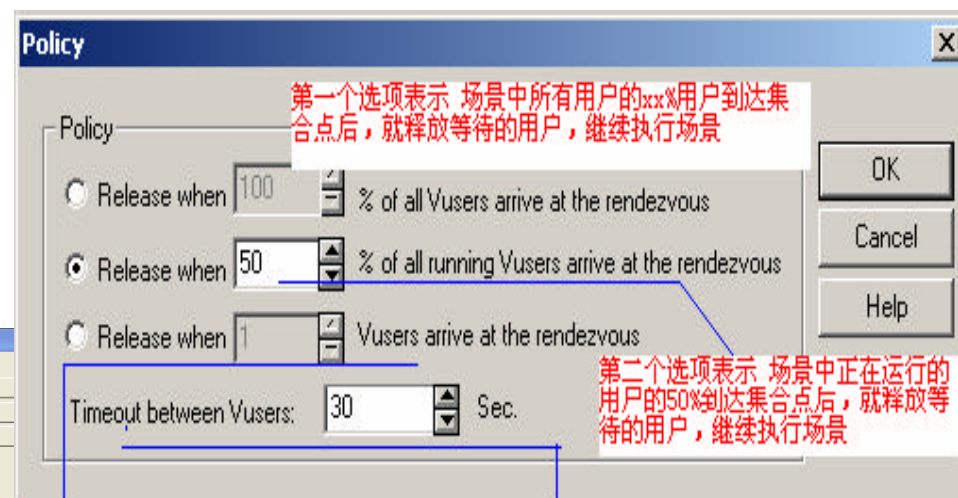 Policy
第一个选项表示 场景中所有用户的xx%用户到达集
合点后，就释放等待的用户，继续执行场景
Policy
Release when 100 % of all Vusers arrive at the rendezvous
Release when 50 % of all running Vusers arrive at the rendezvous
Release when 1 Vusers arrive at the rendezvous
Timeout between Vusers: 30 Sec.
OK
Cancel
Help
第二个选项表示 场景中正在运行的
用户的50%到达集合点后，就释放等
待的用户，继续执行场景